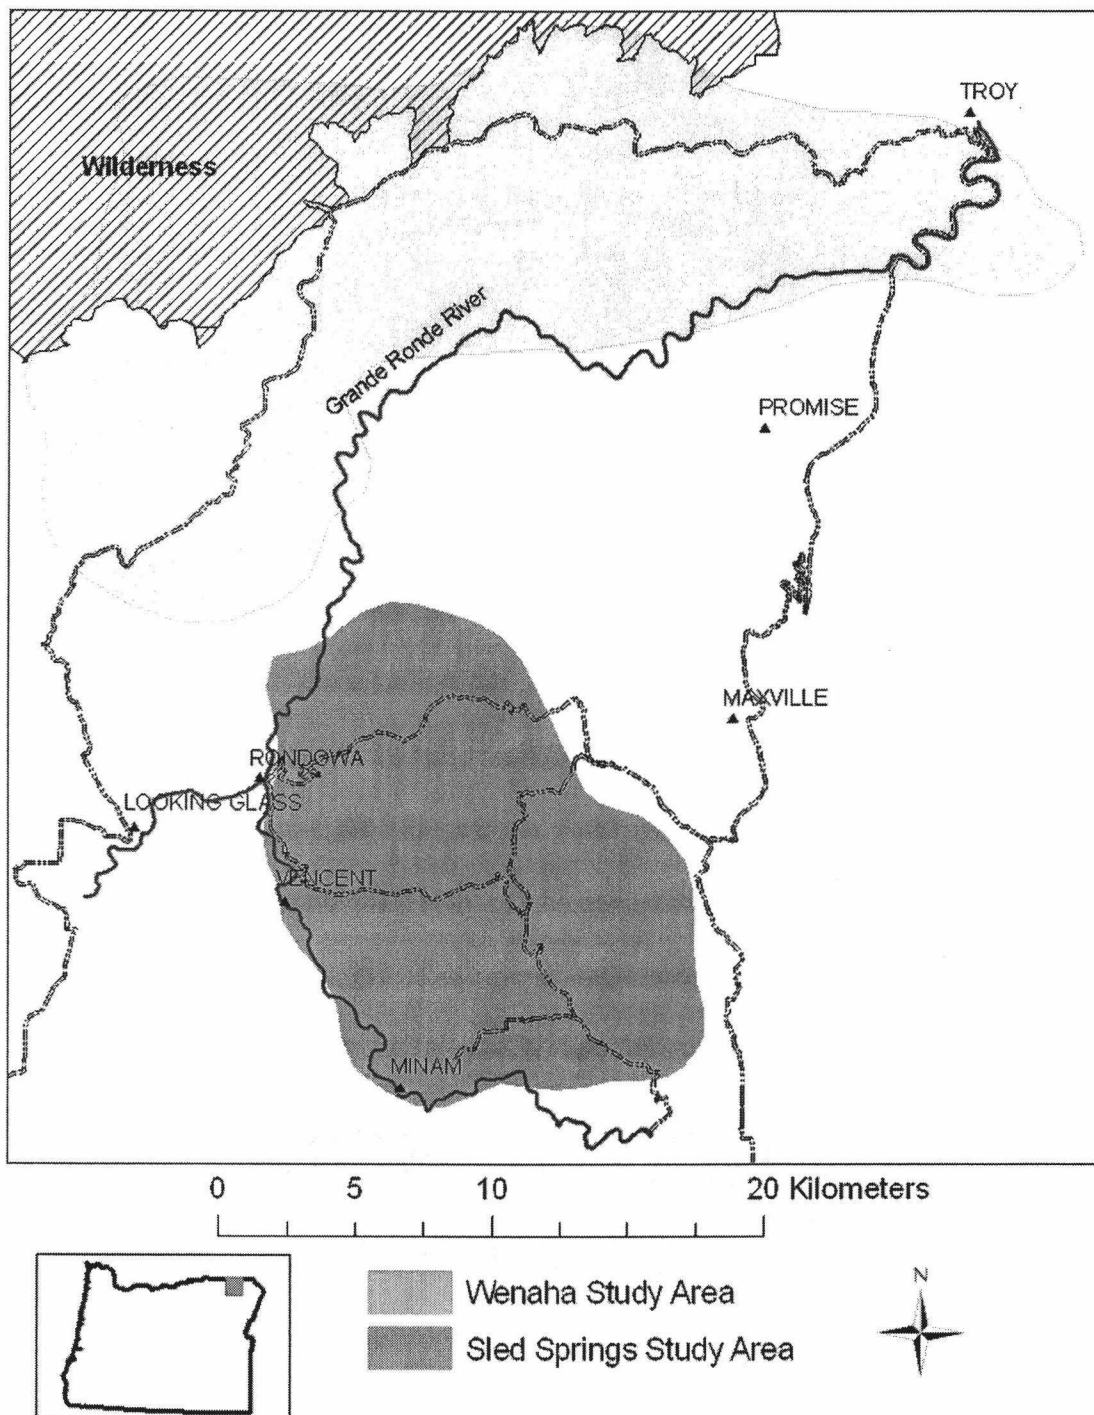 TROY
Wilderness
Grande Ronde River
PROMISE
MAXVILLE
RONDOWA
LOOKING GLASS
VENCENT
MINAM
0 5 10 20 Kilometers
N
Wenaha Study Area
Sled Springs Study Area